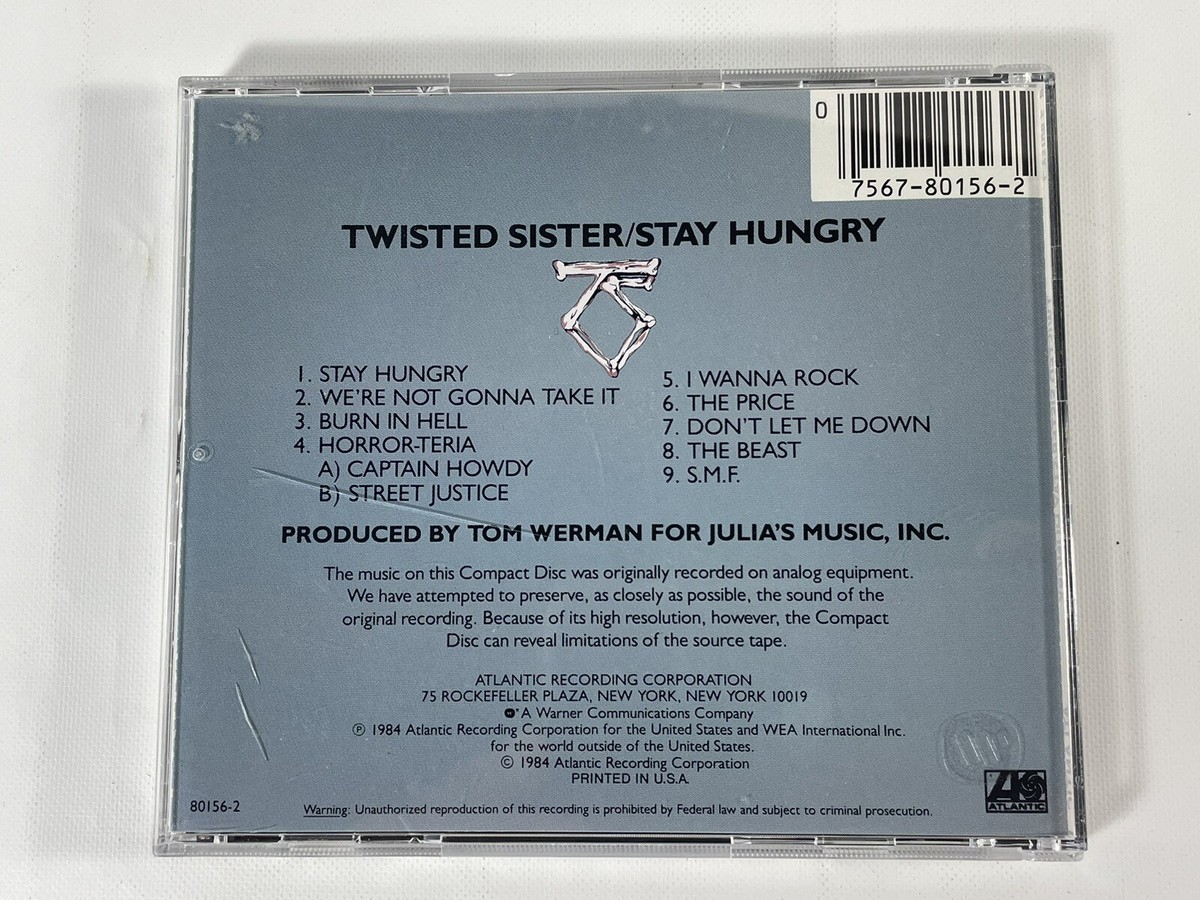 0
7567-80156-2
TWISTED SISTER/STAY HUNGRY
1. STAY HUNGRY
2. WE'RE NOT GONNA TAKE IT
3. BURN IN HELL
4. HORROR-TERIA
A) CAPTAIN HOWDY
B) STREET JUSTICE
5. I WANNA ROCK
6. THE PRICE
7. DON'T LET ME DOWN
8. THE BEAST
9. S.M.F.
PRODUCED BY TOM WERMAN FOR JULIA'S MUSIC, INC.
The music on this Compact Disc was originally recorded on analog equipment.
We have attempted to preserve, as closely as possible, the sound of the
original recording. Because of its high resolution, however, the Compact
Disc can reveal limitations of the source tape.
ATLANTIC RECORDING CORPORATION
75 ROCKEFELLER PLAZA, NEW YORK, NEW YORK 10019
A Warner Communications Company
℗ 1984 Atlantic Recording Corporation for the United States and WEA International Inc.
for the world outside of the United States.
© 1984 Atlantic Recording Corporation
PRINTED IN U.S.A.
ATLANTIC
80156-2
Warning: Unauthorized reproduction of this recording is prohibited by Federal law and subject to criminal prosecution.